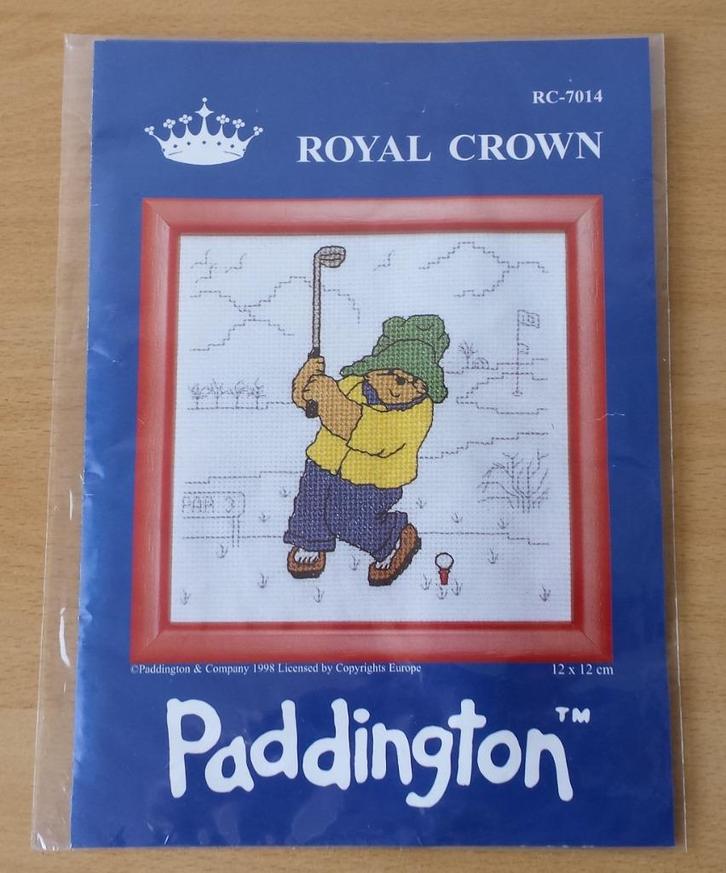 RC-7014
ROYAL CROWN
PAR 3
©Paddington & Company 1998 Licensed by Copyrights Europe
12 x 12 cm
Paddington™